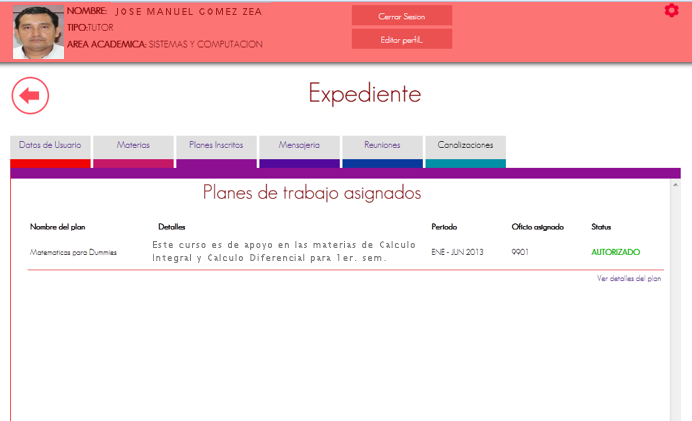 NOMBRE: JOSE MANUEL GOMEZ ZEA
TIPO:TUTOR
AREA ACADEMICA: SISTEMAS Y COMPUTACION
Cerrar Sesion
Editar perfilL
Expediente
Datos de Usuario Materias Planes Inscritos Mensajeria Reuniones Canalizaciones
Planes de trabajo asignados
Nombre del plan Detalles Periodo Oficio asignado Status
Matematicas para Dummies Este curso es de apoyo en las materias de Calculo Integral y Calculo Diferencial para 1er. sem. ENE - JUN 2013 9901 AUTORIZADO
Ver detalles del plan